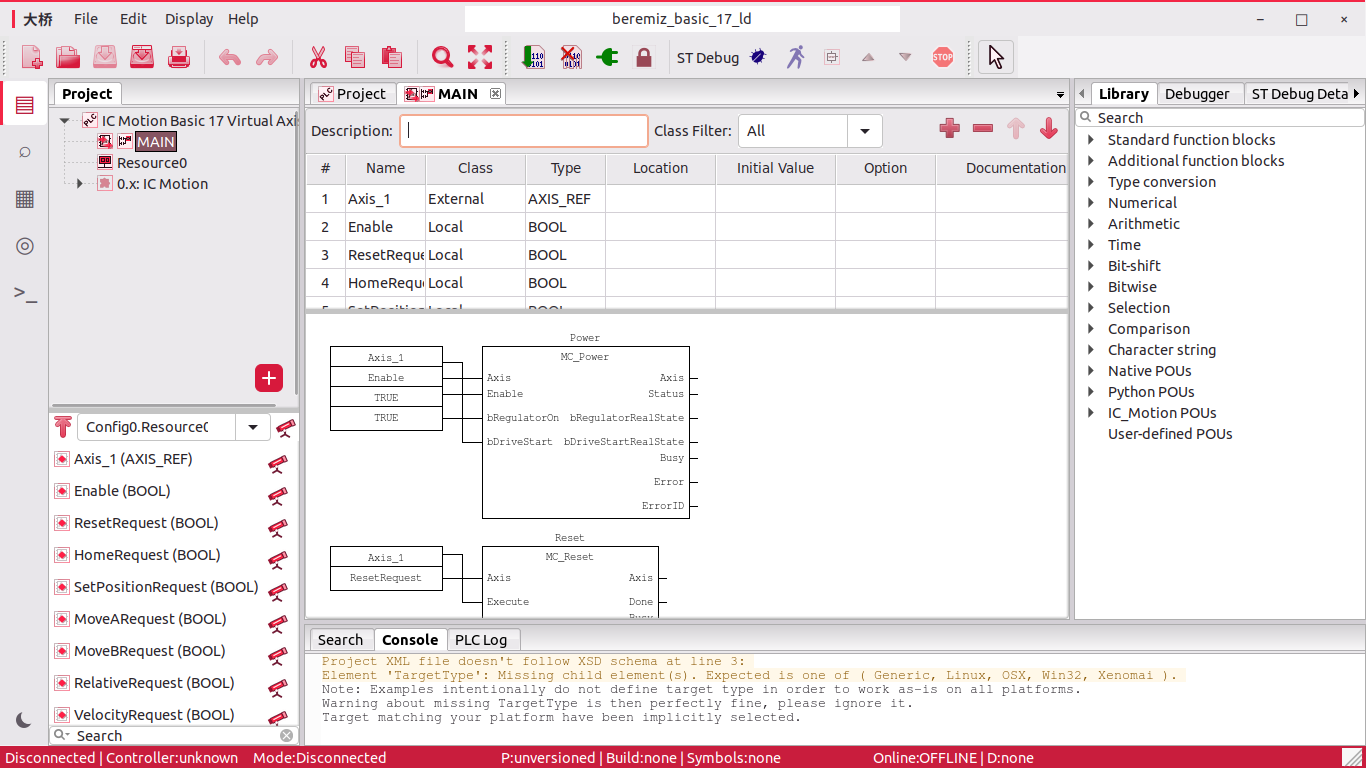 大桥 File Edit Display Help beremiz_basic_17_ld
ST Debug STOP
Project
IC Motion Basic 17 Virtual Axi
MAIN
Resource0
0.x: IC Motion
Config0.Resource0
Axis_1 (AXIS_REF)
Enable (BOOL)
ResetRequest (BOOL)
HomeRequest (BOOL)
SetPositionRequest (BOOL)
MoveARequest (BOOL)
MoveBRequest (BOOL)
RelativeRequest (BOOL)
VelocityRequest (BOOL)
Search
Project MAIN
Description: Class Filter: All
# Name Class Type Location Initial Value Option Documentation
1 Axis_1 External AXIS_REF
2 Enable Local BOOL
3 ResetReque Local BOOL
4 HomeReque Local BOOL
5 SetPosition Local BOOL
Power
MC_Power
Axis_1
Enable
TRUE
TRUE
Axis Axis
Enable Status
bRegulatorOn bRegulatorRealState
bDriveStart bDriveStartRealState
Busy
Error
ErrorID
Reset
MC_Reset
Axis_1
ResetRequest
Axis Axis
Execute Done
Busy
Library Debugger ST Debug Deta
Search
Standard function blocks
Additional function blocks
Type conversion
Numerical
Arithmetic
Time
Bit-shift
Bitwise
Selection
Comparison
Character string
Native POUs
Python POUs
IC_Motion POUs
User-defined POUs
Search Console PLC Log
Project XML file doesn't follow XSD schema at line 3:
Element 'TargetType': Missing child element(s). Expected is one of ( Generic, Linux, OSX, Win32, Xenomai ).
Note: Examples intentionally do not define target type in order to work as-is on all platforms.
Warning about missing TargetType is then perfectly fine, please ignore it.
Target matching your platform have been implicitly selected.
Disconnected | Controller:unknown Mode:Disconnected P:unversioned | Build:none | Symbols:none Online:OFFLINE | D:none